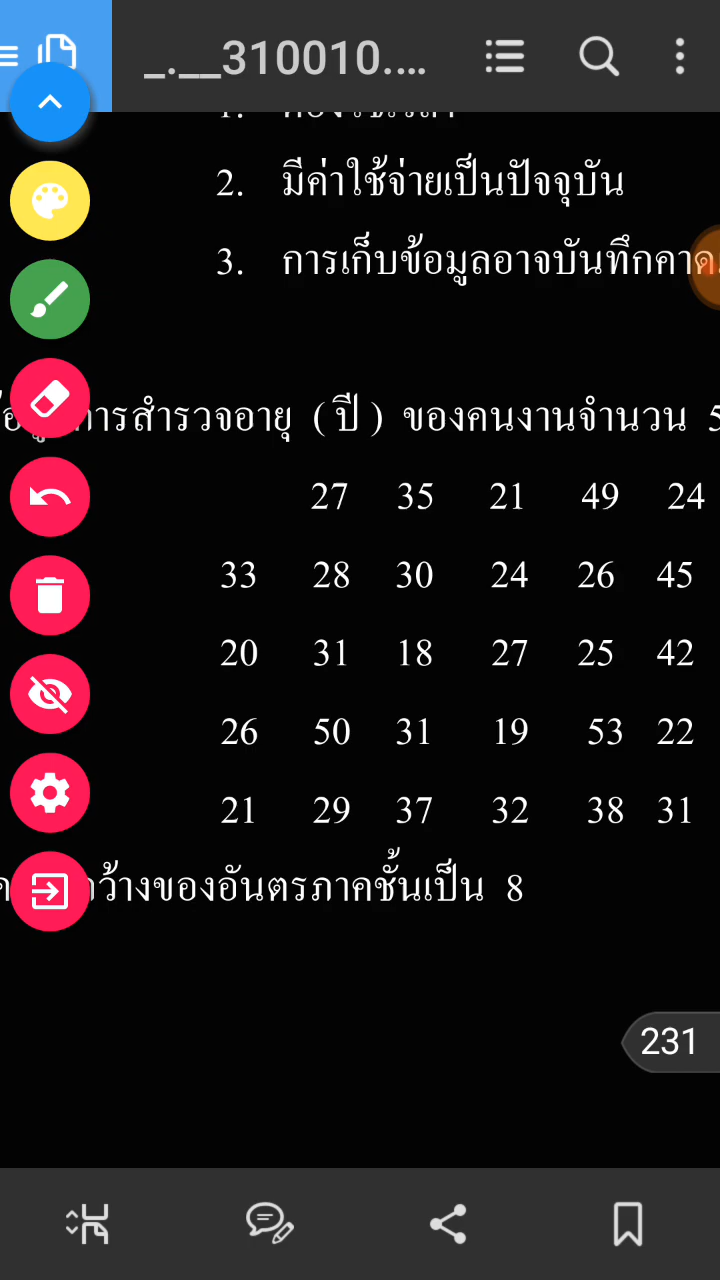 _.__310010....
2. มีค่าใช้จ่ายเป็นปัจจุบัน
3. การเก็บข้อมูลอาจบันทึกคาด
การสำรวจอายุ ( ปี ) ของคนงานจำนวน 5
27 35 21 49 24
33 28 30 24 26 45
20 31 18 27 25 42
26 50 31 19 53 22
21 29 37 32 38 31
กว้างของอันตรภาคชั้นเป็น 8
231